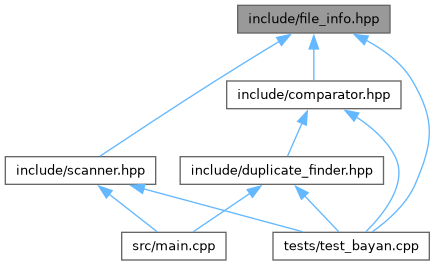 include/file_info.hpp
include/comparator.hpp
include/scanner.hpp
include/duplicate_finder.hpp
src/main.cpp
tests/test_bayan.cpp